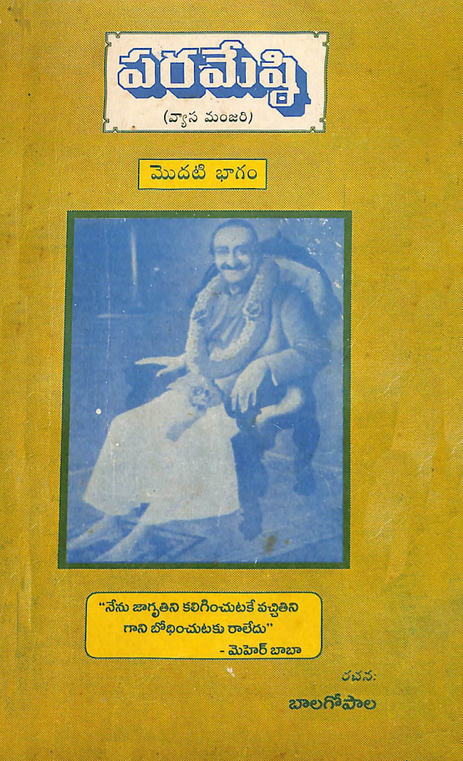 పరమేష్ఠి
(వ్యాస మంజరి)
మొదటి భాగం
“నేను జాగృతిని కలిగించుటకే వచ్చితిని
గాని బోధించుటకు రాలేదు”
- మెహెర్ బాబా
రచన:
బాలగోపాల